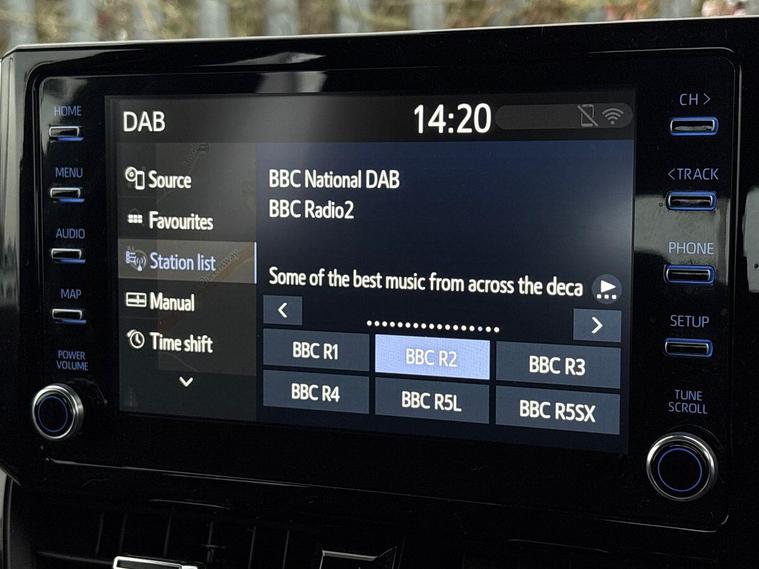 HOME
MENU
AUDIO
MAP
POWER
VOLUME
DAB
14:20
Source
Favourites
Station list
Manual
Time shift
BBC National DAB
BBC Radio2
Some of the best music from across the deca
BBC R1
BBC R2
BBC R3
BBC R4
BBC R5L
BBC R5SX
CH >
<TRACK
PHONE
SETUP
TUNE
SCROLL